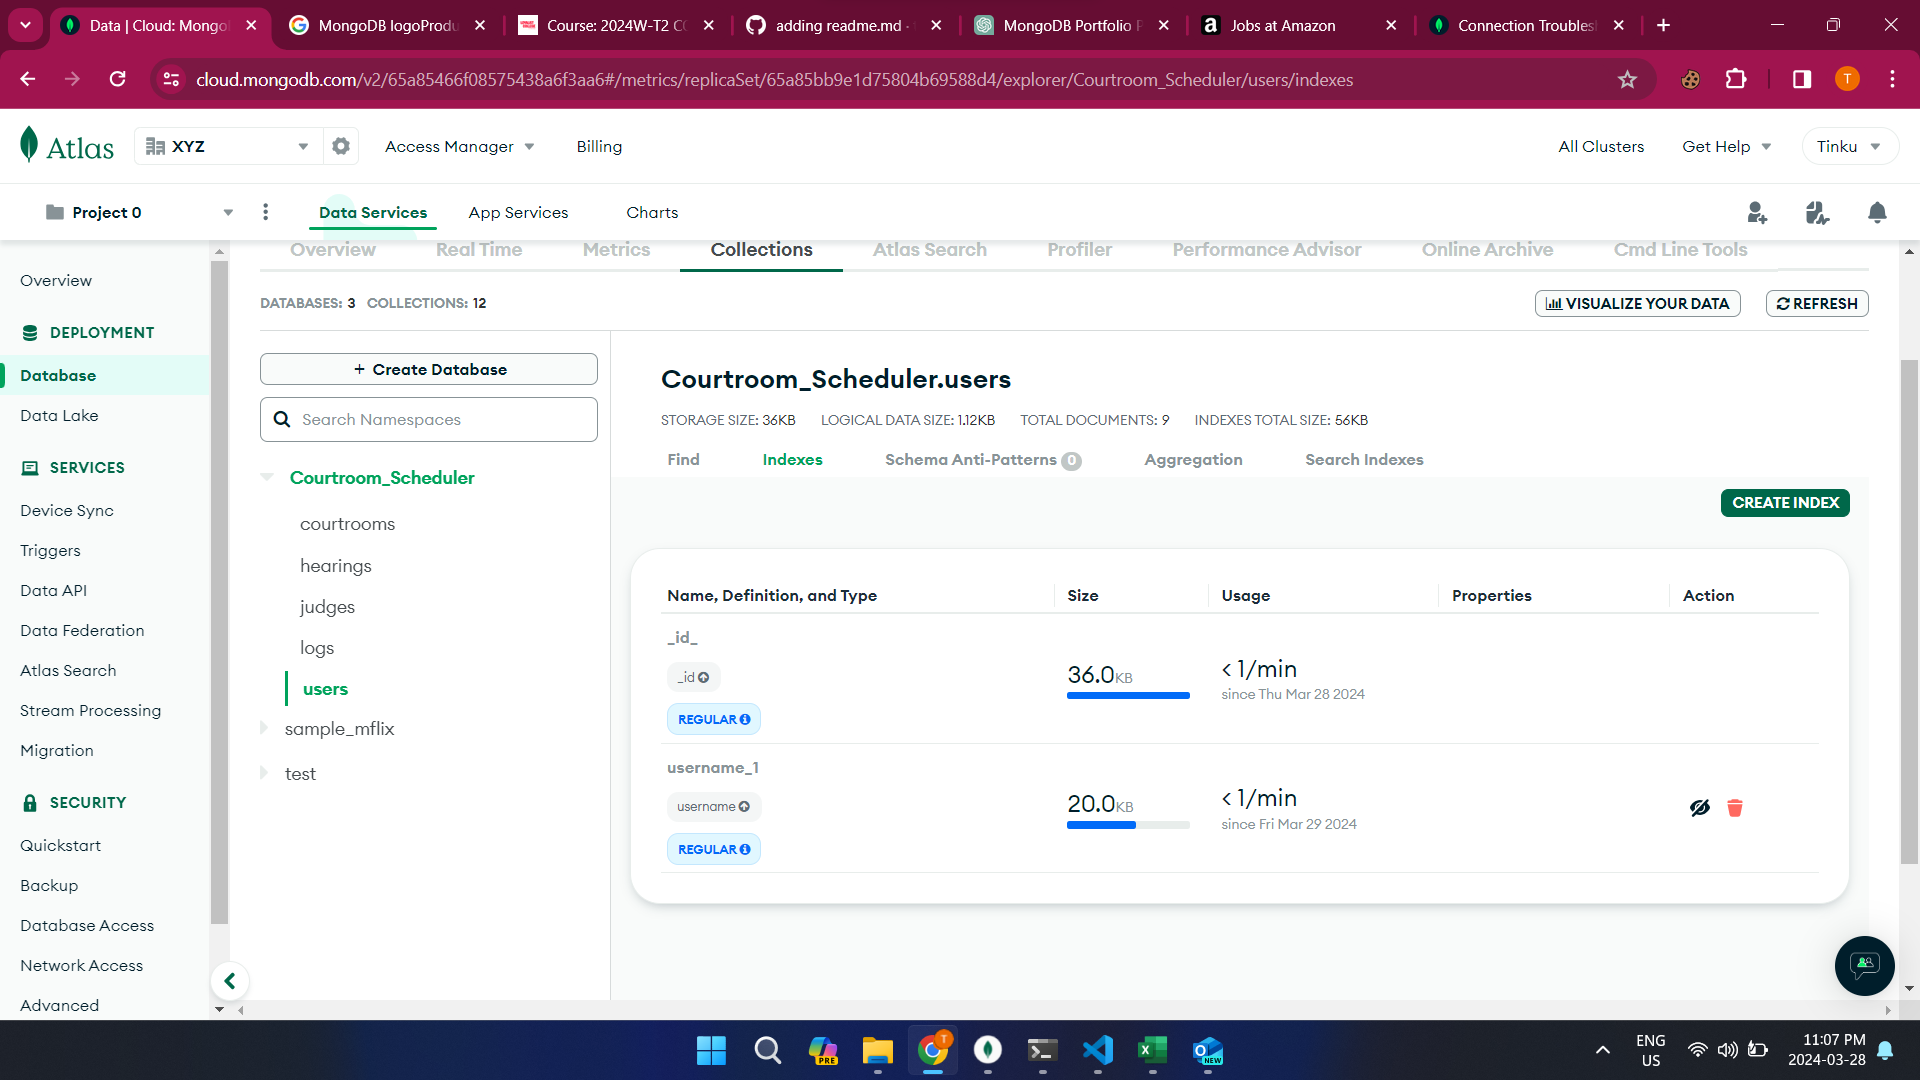 Data | Cloud: Mongo
MongoDB logoProdu
Course: 2024W-T2 CO
adding readme.md ·
MongoDB Portfolio P
Jobs at Amazon
Connection Troubles
cloud.mongodb.com/v2/65a85466f08575438a6f3aa6#/metrics/replicaSet/65a85bb9e1d75804b69588d4/explorer/Courtroom_Scheduler/users/indexes
T
Atlas
XYZ
Access Manager
Billing
All Clusters
Get Help
Tinku
Project 0
Data Services
App Services
Charts
Overview
Real Time
Metrics
Collections
Atlas Search
Profiler
Performance Advisor
Online Archive
Cmd Line Tools
Overview
DEPLOYMENT
Database
Data Lake
SERVICES
Device Sync
Triggers
Data API
Data Federation
Atlas Search
Stream Processing
Migration
SECURITY
Quickstart
Backup
Database Access
Network Access
Advanced
DATABASES: 3 COLLECTIONS: 12
VISUALIZE YOUR DATA
REFRESH
+ Create Database
Search Namespaces
Courtroom_Scheduler
courtrooms
hearings
judges
logs
users
sample_mflix
test
Courtroom_Scheduler.users
STORAGE SIZE: 36KB LOGICAL DATA SIZE: 1.12KB TOTAL DOCUMENTS: 9 INDEXES TOTAL SIZE: 56KB
Find
Indexes
Schema Anti-Patterns 0
Aggregation
Search Indexes
CREATE INDEX
Name, Definition, and Type
Size
Usage
Properties
Action
_id_
_id
REGULAR
36.0KB
< 1/min
since Thu Mar 28 2024
username_1
username
REGULAR
20.0KB
< 1/min
since Fri Mar 29 2024
PRE
T
NEW
ENG
US
11:07 PM
2024-03-28